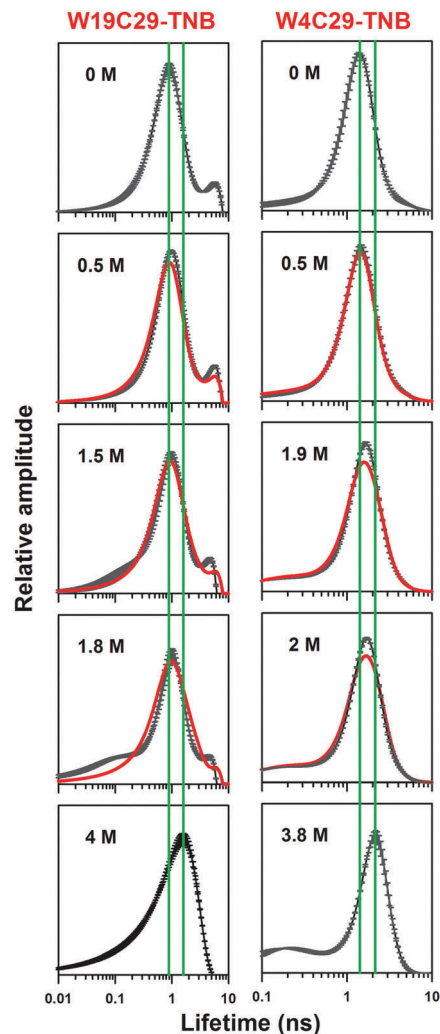 W19C29-TNB
W4C29-TNB
0 M
0 M
0.5 M
0.5 M
1.5 M
1.9 M
1.8 M
2 M
4 M
3.8 M
Relative amplitude
0.01 0.1 1 10
0.1 1 10
Lifetime (ns)